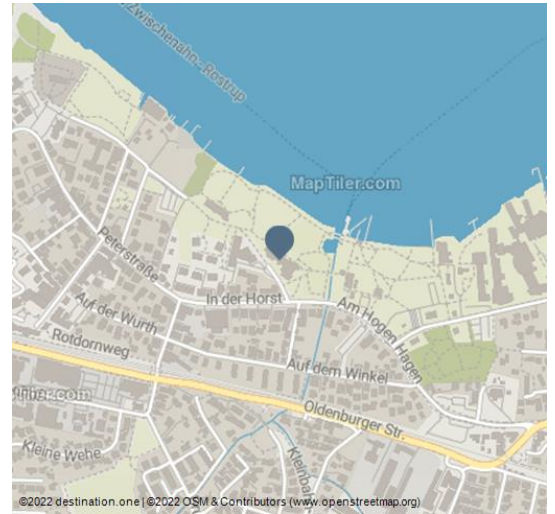 Zwischenahn - Rostrup
MapTiler.com
Peterstraße
In der Horst
Am Hogen Hagen
Auf der Wurth
Rotdornweg
Auf dem Winkel
Oldenburger Str.
Kleine Wehe
©2022 destination.one | ©2022 OSM & Contributors (www.openstreetmap.org)